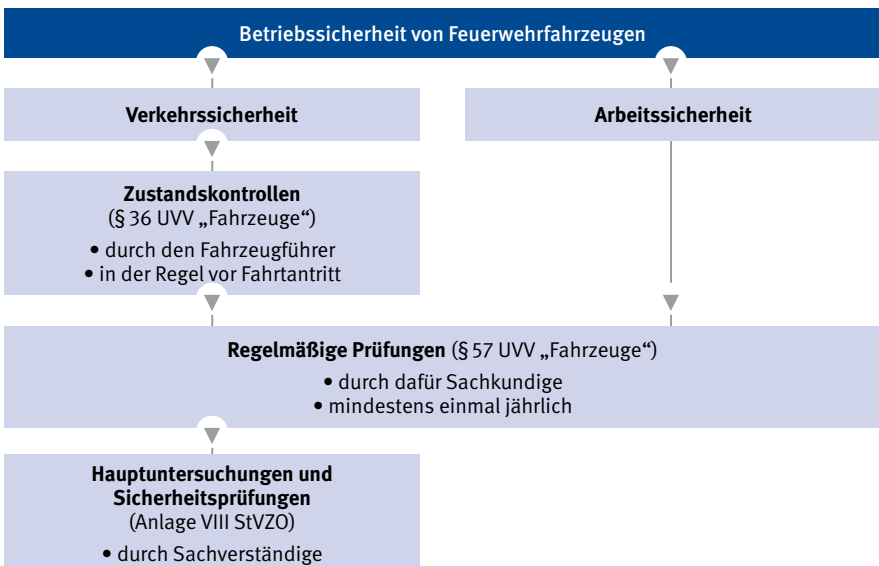 Betriebssicherheit von Feuerwehrfahrzeugen
Verkehrssicherheit
Arbeitssicherheit
Zustandskontrollen
(§ 36 UVV „Fahrzeuge“)
• durch den Fahrzeugführer
• in der Regel vor Fahrtantritt
Regelmäßige Prüfungen (§ 57 UVV „Fahrzeuge“)
• durch dafür Sachkundige
• mindestens einmal jährlich
Hauptuntersuchungen und
Sicherheitsprüfungen
(Anlage VIII StVZO)
• durch Sachverständige